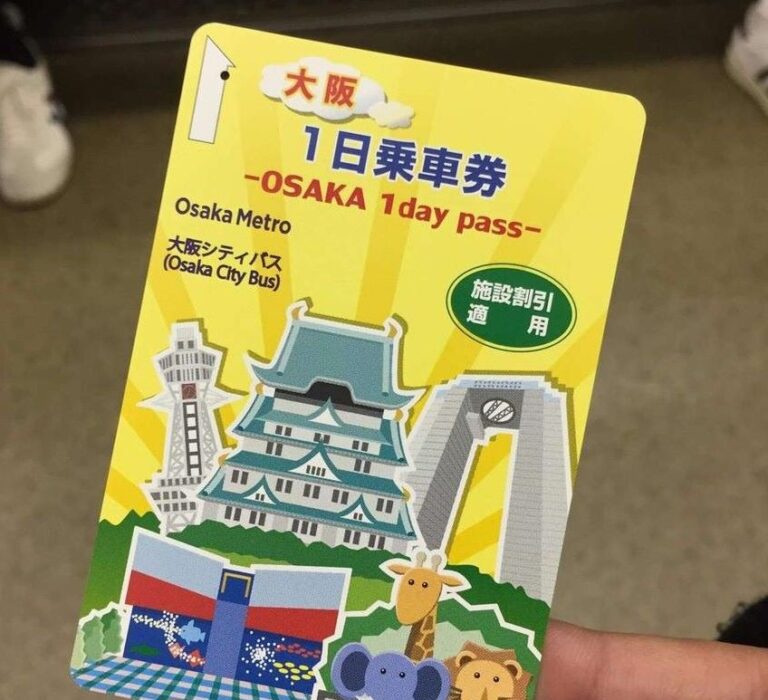 大阪
1日乗車券
-OSAKA 1day pass-
Osaka Metro
大阪シティバス
(Osaka City Bus)
施設割引
適用